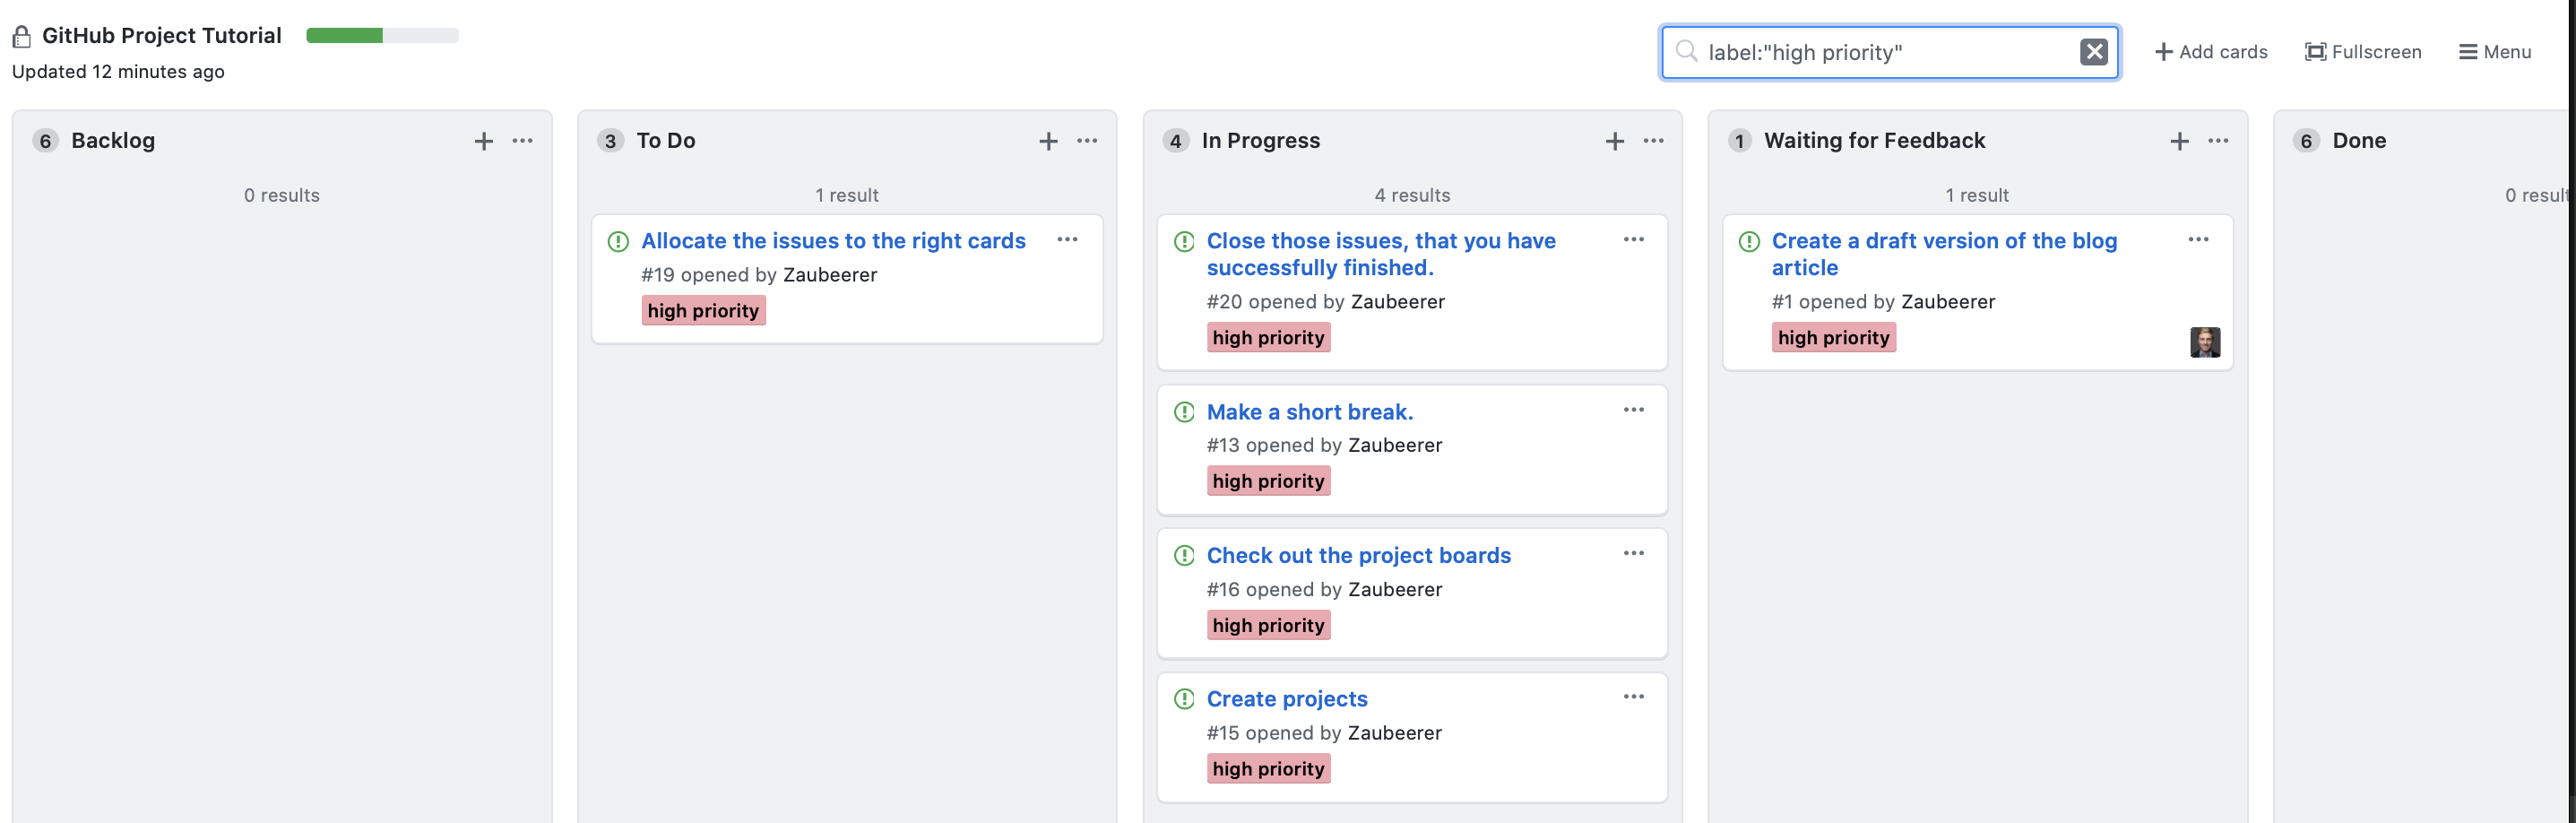 GitHub Project Tutorial
Updated 12 minutes ago
label:"high priority"
Add cards
Fullscreen
Menu
6 Backlog
0 results
3 To Do
1 result
Allocate the issues to the right cards
#19 opened by Zaubeerer
high priority
4 In Progress
4 results
Close those issues, that you have
successfully finished.
#20 opened by Zaubeerer
high priority
Make a short break.
#13 opened by Zaubeerer
high priority
Check out the project boards
#16 opened by Zaubeerer
high priority
Create projects
#15 opened by Zaubeerer
high priority
1 Waiting for Feedback
1 result
Create a draft version of the blog
article
#1 opened by Zaubeerer
high priority
6 Done
0 result